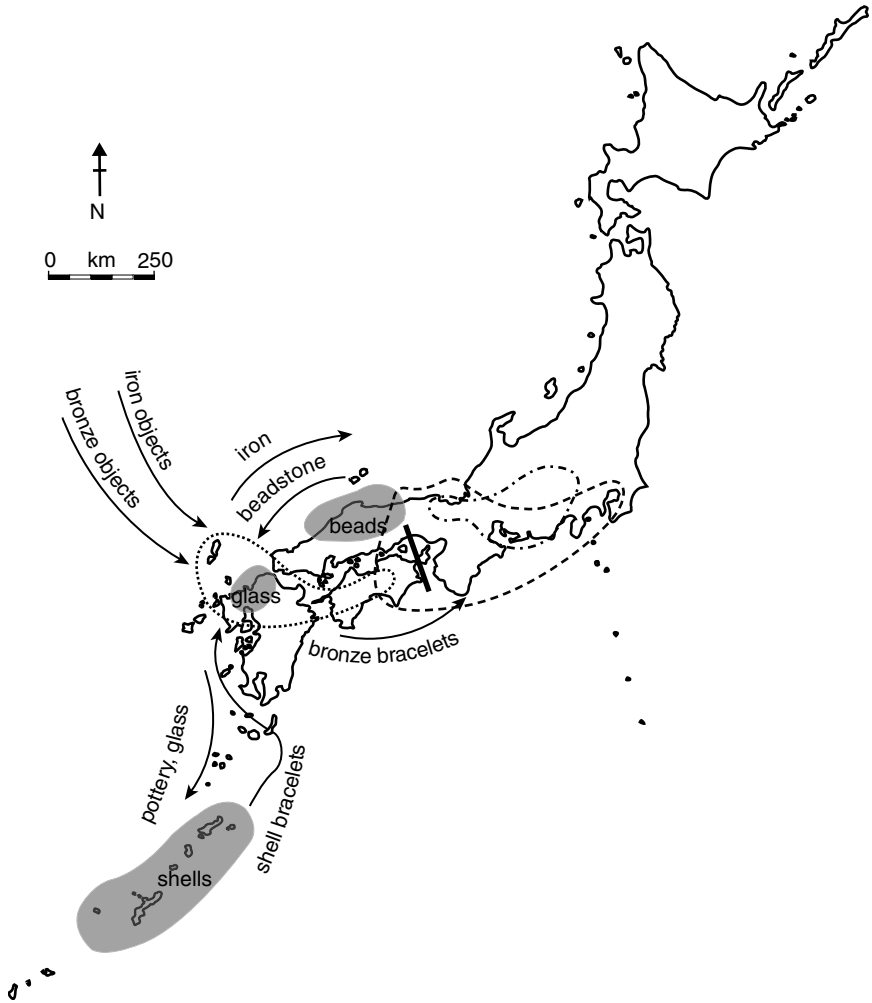 N
0 km 250
iron objects
bronze objects
iron
beadstone
beads
glass
bronze bracelets
pottery, glass
shell bracelets
shells